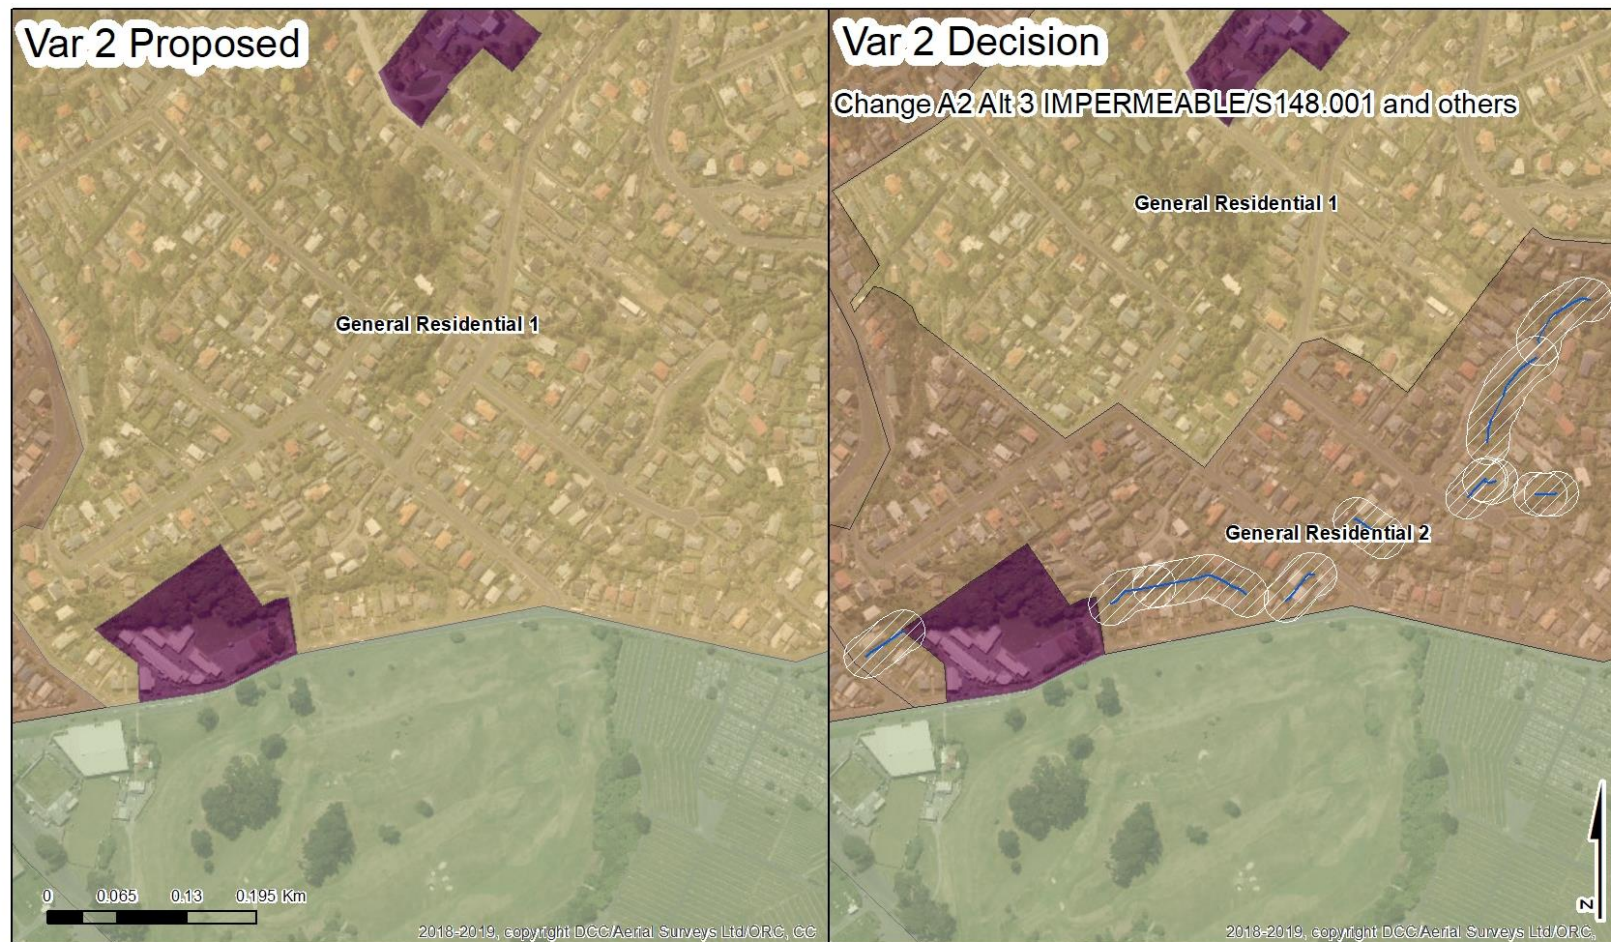 Var 2 Proposed
General Residential 1
0 0.065 0.13 0.195 Km
2018-2019, copyright DCC/Aerial Surveys Ltd/ORC, CC
Var 2 Decision
Change A2 Alt 3 IMPERMEABLE/S148.001 and others
General Residential 1
General Residential 2
N
2018-2019, copyright DCC/Aerial Surveys Ltd/ORC,